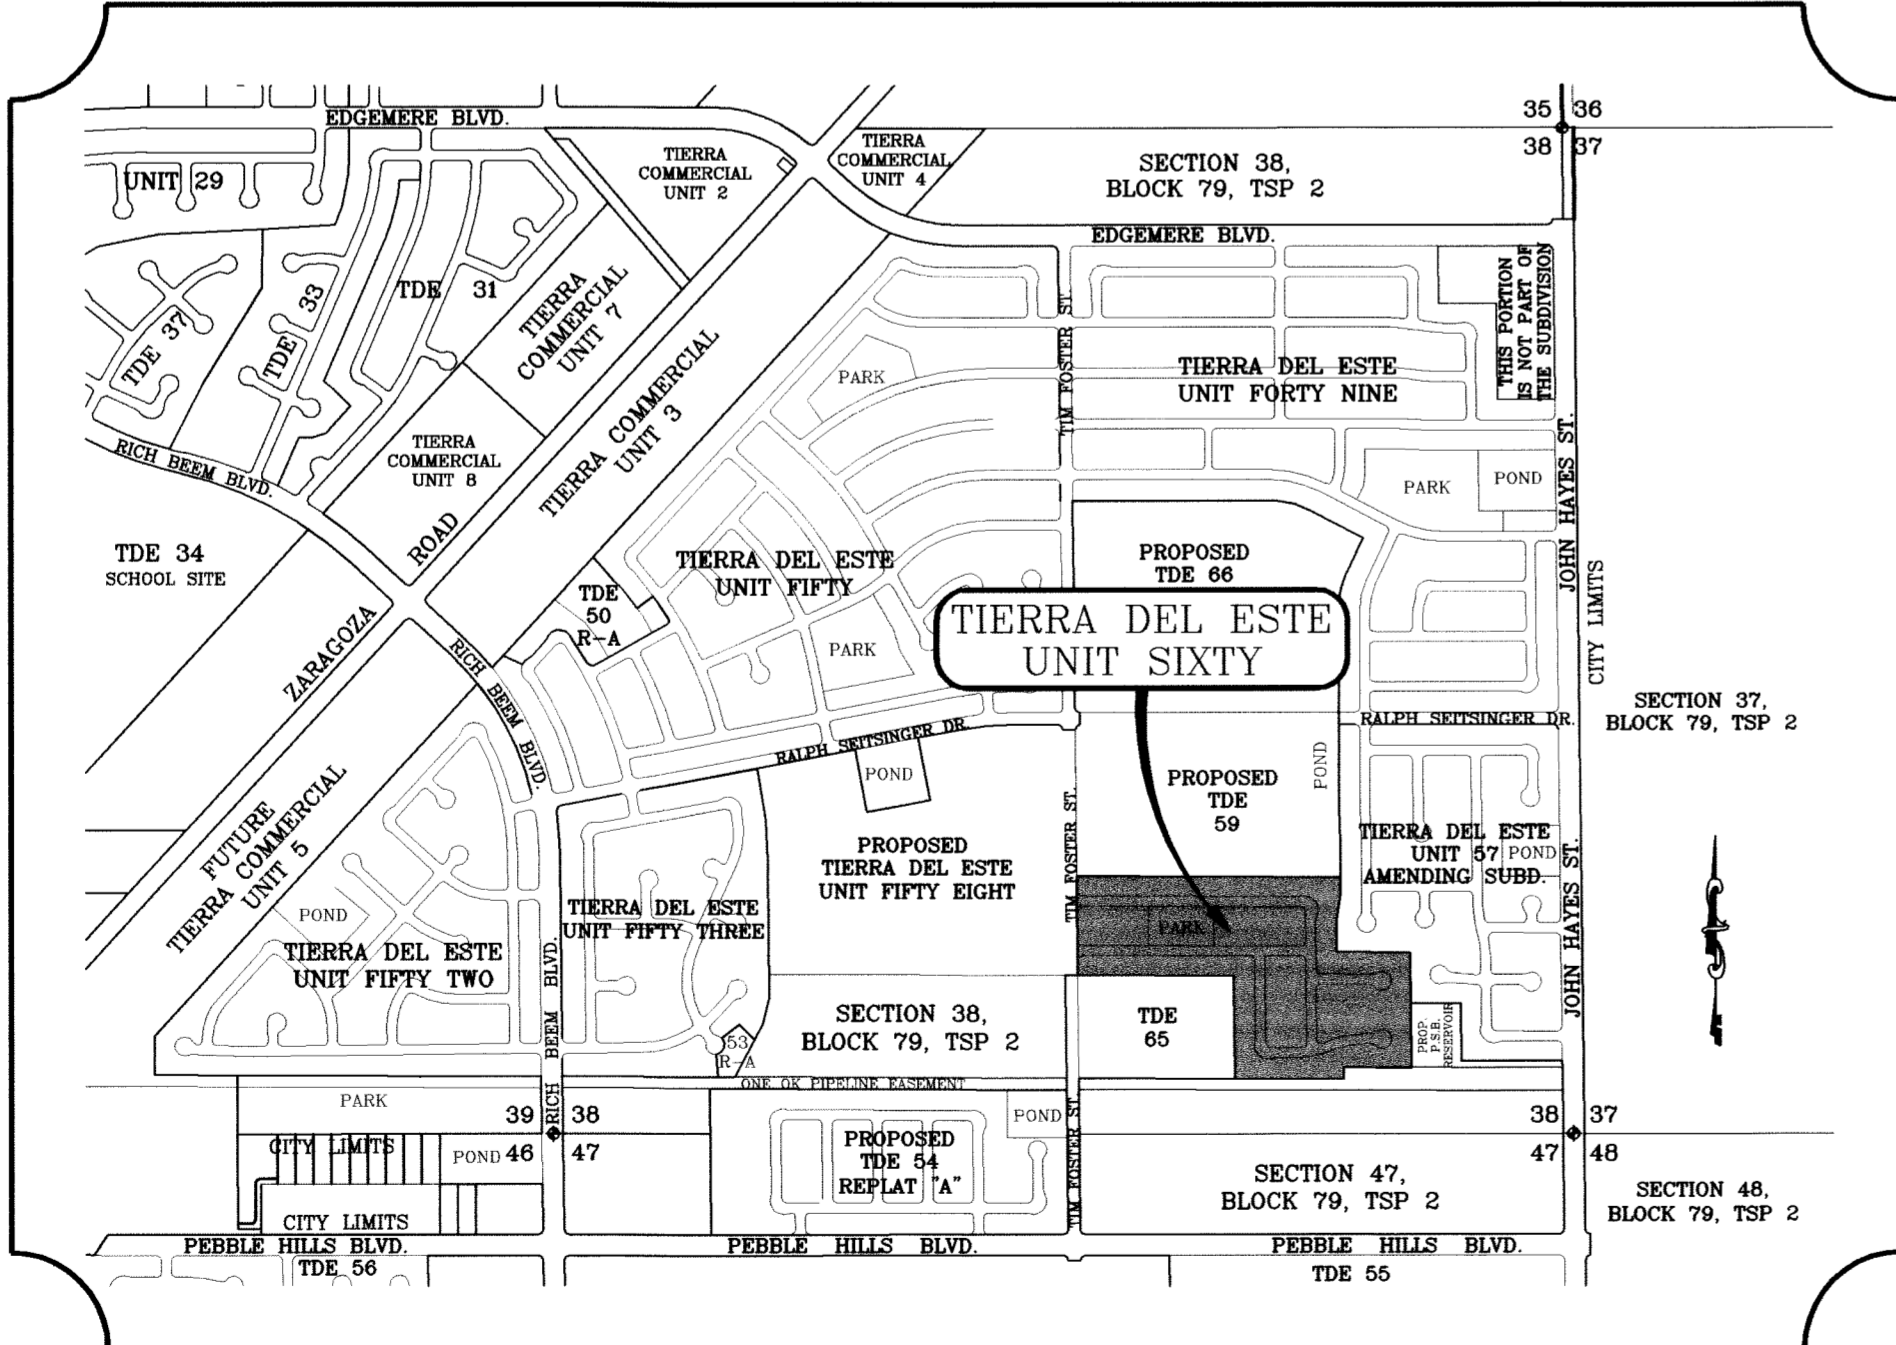 EDGEMERE BLVD.
35 36
38 37
UNIT 29
TIERRA
COMMERCIAL
UNIT 2
TIERRA
COMMERCIAL
UNIT 4
SECTION 38,
BLOCK 79, TSP 2
EDGEMERE BLVD.
THIS PORTION
IS NOT PART OF
THE SUBDIVISION
TDE 37
TDE 33
TDE 31
TIERRA
COMMERCIAL
UNIT 7
TIERRA COMMERCIAL
UNIT 3
PARK
TIM FOSTER ST.
TIERRA DEL ESTE
UNIT FORTY NINE
RICH BEEM BLVD.
TIERRA
COMMERCIAL
UNIT 8
PARK
POND
JOHN HAYES ST.
CITY LIMITS
TDE 34
SCHOOL SITE
ZARAGOZA ROAD
TDE
50
R-A
TIERRA DEL ESTE
UNIT FIFTY
PARK
PROPOSED
TDE 66
TIERRA DEL ESTE
UNIT SIXTY
RICH BEEM BLVD.
RALPH SEITSINGER DR.
RALPH SEITSINGER DR.
SECTION 37,
BLOCK 79, TSP 2
FUTURE
TIERRA COMMERCIAL
UNIT 5
POND
PROPOSED
TDE
59
POND
PROPOSED
TIERRA DEL ESTE
UNIT FIFTY EIGHT
TIM FOSTER ST.
TIERRA DEL ESTE
UNIT 57
AMENDING SUBD.
POND
JOHN HAYES ST.
POND
TIERRA DEL ESTE
UNIT FIFTY TWO
TIERRA DEL ESTE
UNIT FIFTY THREE
PARK
JOHN HAYES ST.
RICH BEEM BLVD.
53
R-A
SECTION 38,
BLOCK 79, TSP 2
TDE
65
PROP.
P.S.B.
RESERVOIR
ONE OK PIPELINE EASEMENT
PARK
39 38
46 47
POND
CITY LIMITS
POND
CITY LIMITS
PROPOSED
TDE 54
REPLAT "A"
TIM FOSTER ST.
38 37
47 48
SECTION 47,
BLOCK 79, TSP 2
SECTION 48,
BLOCK 79, TSP 2
PEBBLE HILLS BLVD.
PEBBLE HILLS BLVD.
PEBBLE HILLS BLVD.
TDE 56
TDE 55